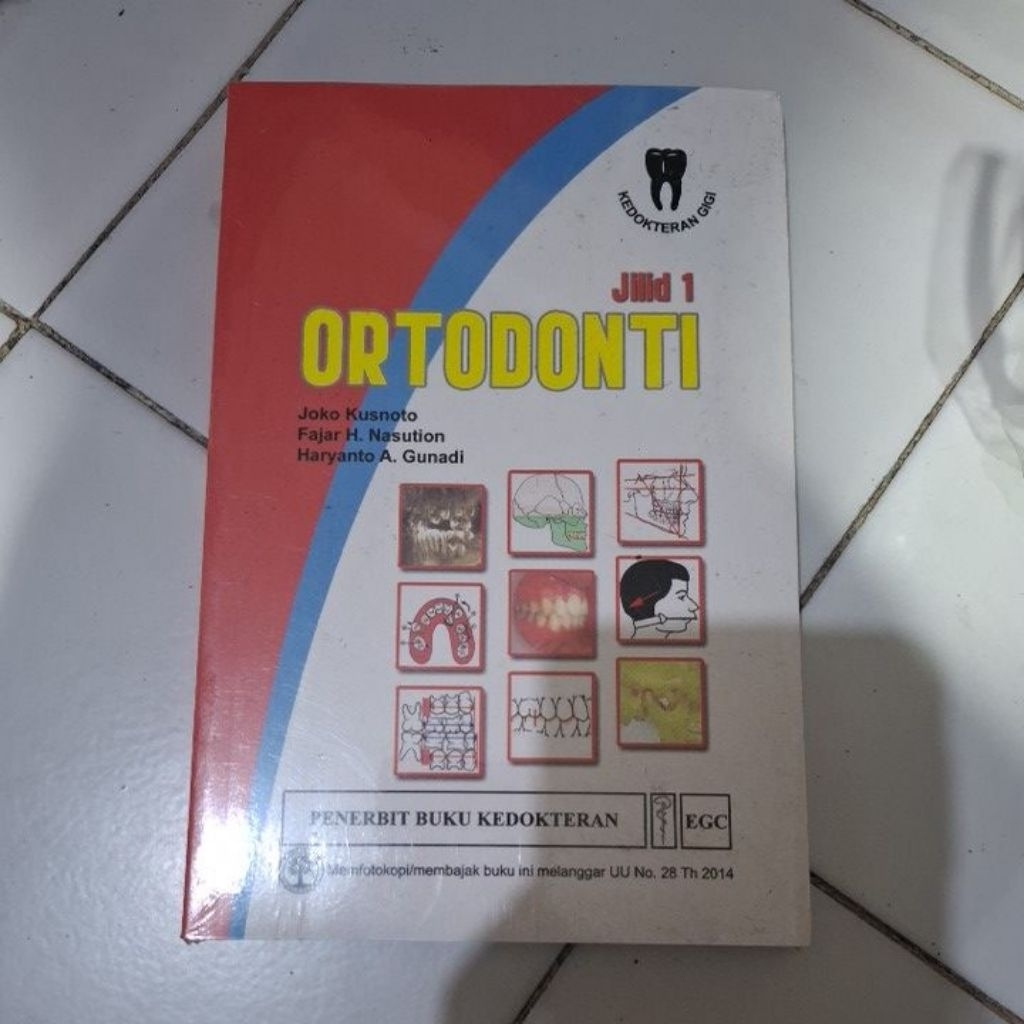 KEDOKTERAN GIGI
Jilid 1
ORTODONTI
Joko Kusnoto
Fajar H. Nasution
Haryanto A. Gunadi
PENERBIT BUKU KEDOKTERAN EGC
Memfotokopi/membajak buku ini melanggar UU No. 28 Th 2014